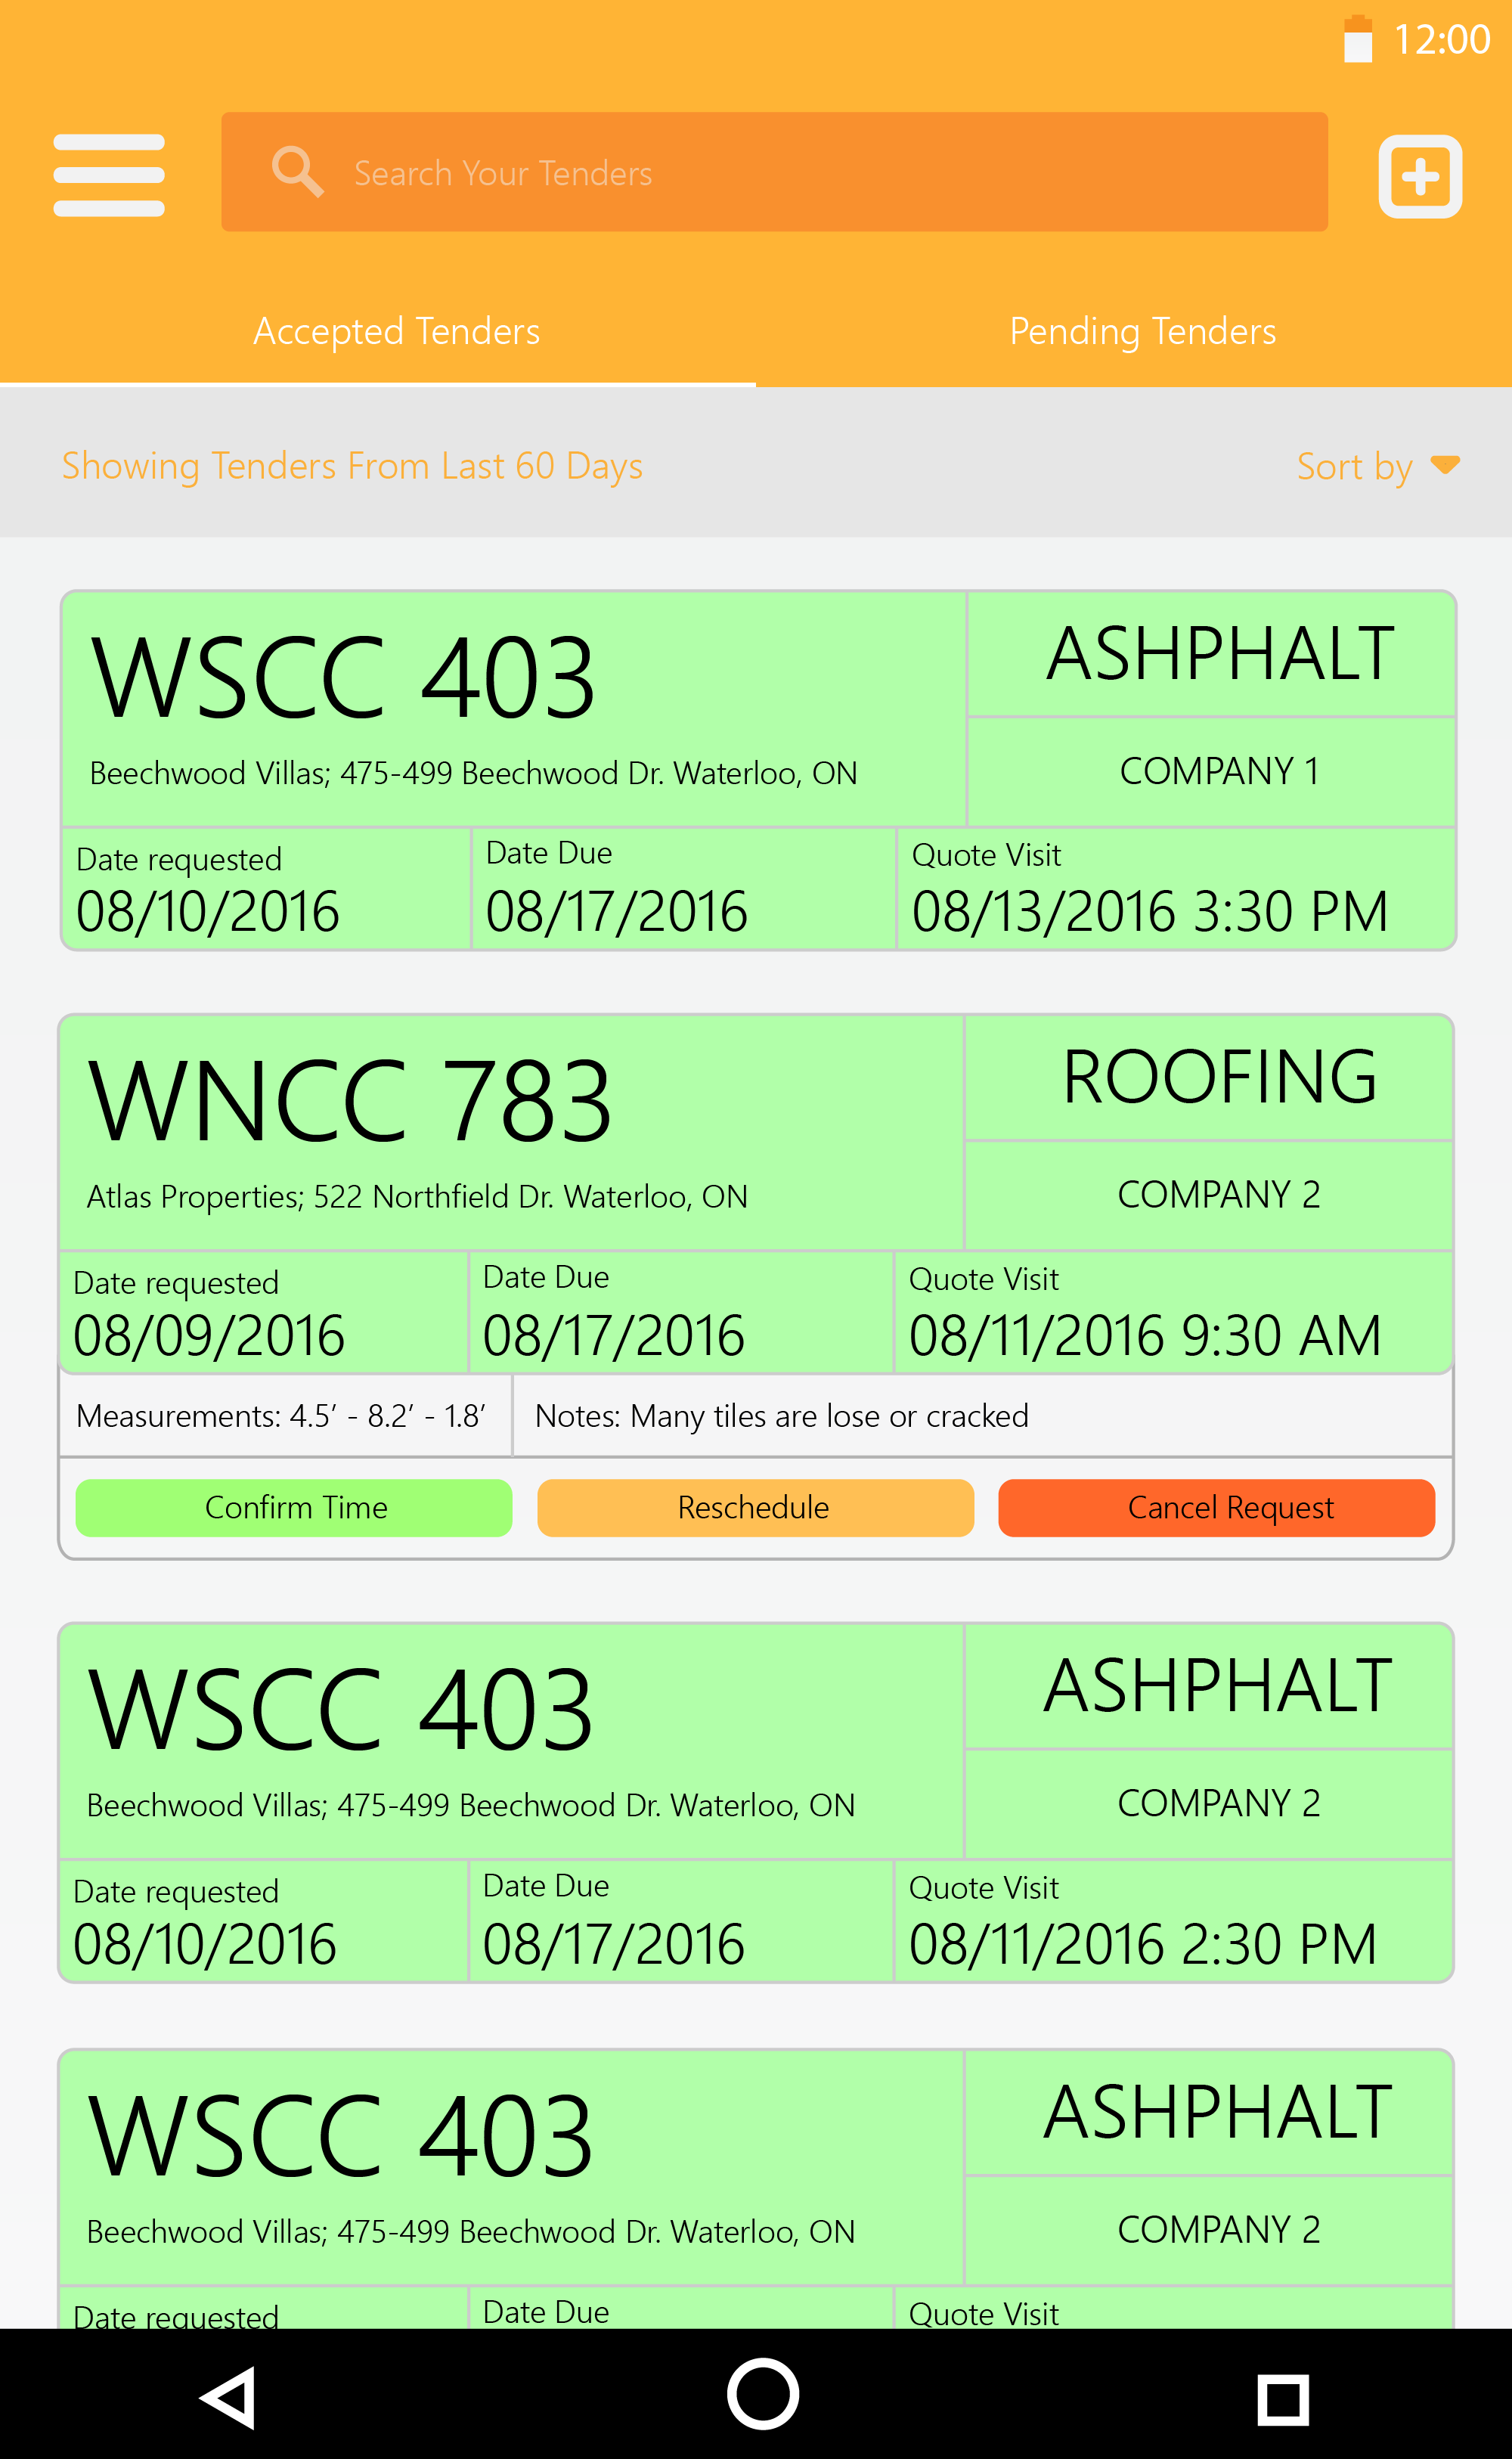 12:00
Search Your Tenders
Accepted Tenders
Pending Tenders
Showing Tenders From Last 60 Days
Sort by
WSCC 403
ASHPHALT
Beechwood Villas; 475-499 Beechwood Dr. Waterloo, ON
COMPANY 1
Date requested
Date Due
Quote Visit
08/10/2016
08/17/2016
08/13/2016 3:30 PM
WNCC 783
ROOFING
Atlas Properties; 522 Northfield Dr. Waterloo, ON
COMPANY 2
Date requested
Date Due
Quote Visit
08/09/2016
08/17/2016
08/11/2016 9:30 AM
Measurements: 4.5’ - 8.2’ - 1.8’
Notes: Many tiles are lose or cracked
Confirm Time
Reschedule
Cancel Request
WSCC 403
ASHPHALT
Beechwood Villas; 475-499 Beechwood Dr. Waterloo, ON
COMPANY 2
Date requested
Date Due
Quote Visit
08/10/2016
08/17/2016
08/11/2016 2:30 PM
WSCC 403
ASHPHALT
Beechwood Villas; 475-499 Beechwood Dr. Waterloo, ON
COMPANY 2
Date requested
Date Due
Quote Visit